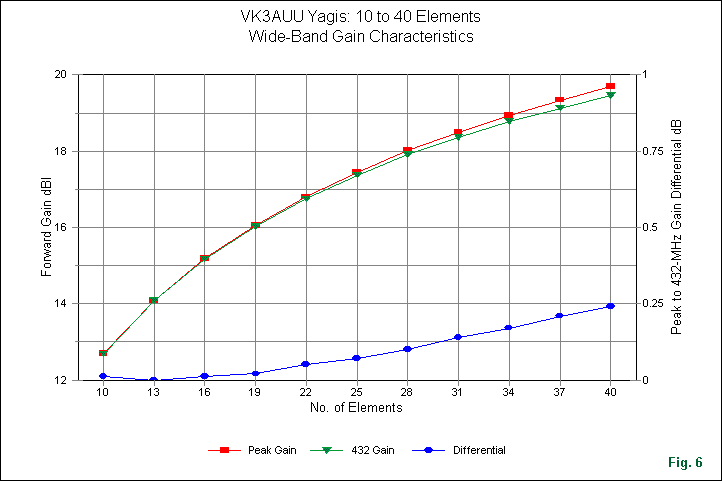 VK3AUU Yagis: 10 to 40 Elements
Wide-Band Gain Characteristics
20
18
16
14
12
Forward Gain dBI
1
0.75
0.5
0.25
0
Peak to 432-MHz Gain Differential dB
10 13 16 19 22 25 28 31 34 37 40
No. of Elements
Peak Gain 432 Gain Differential
Fig. 6